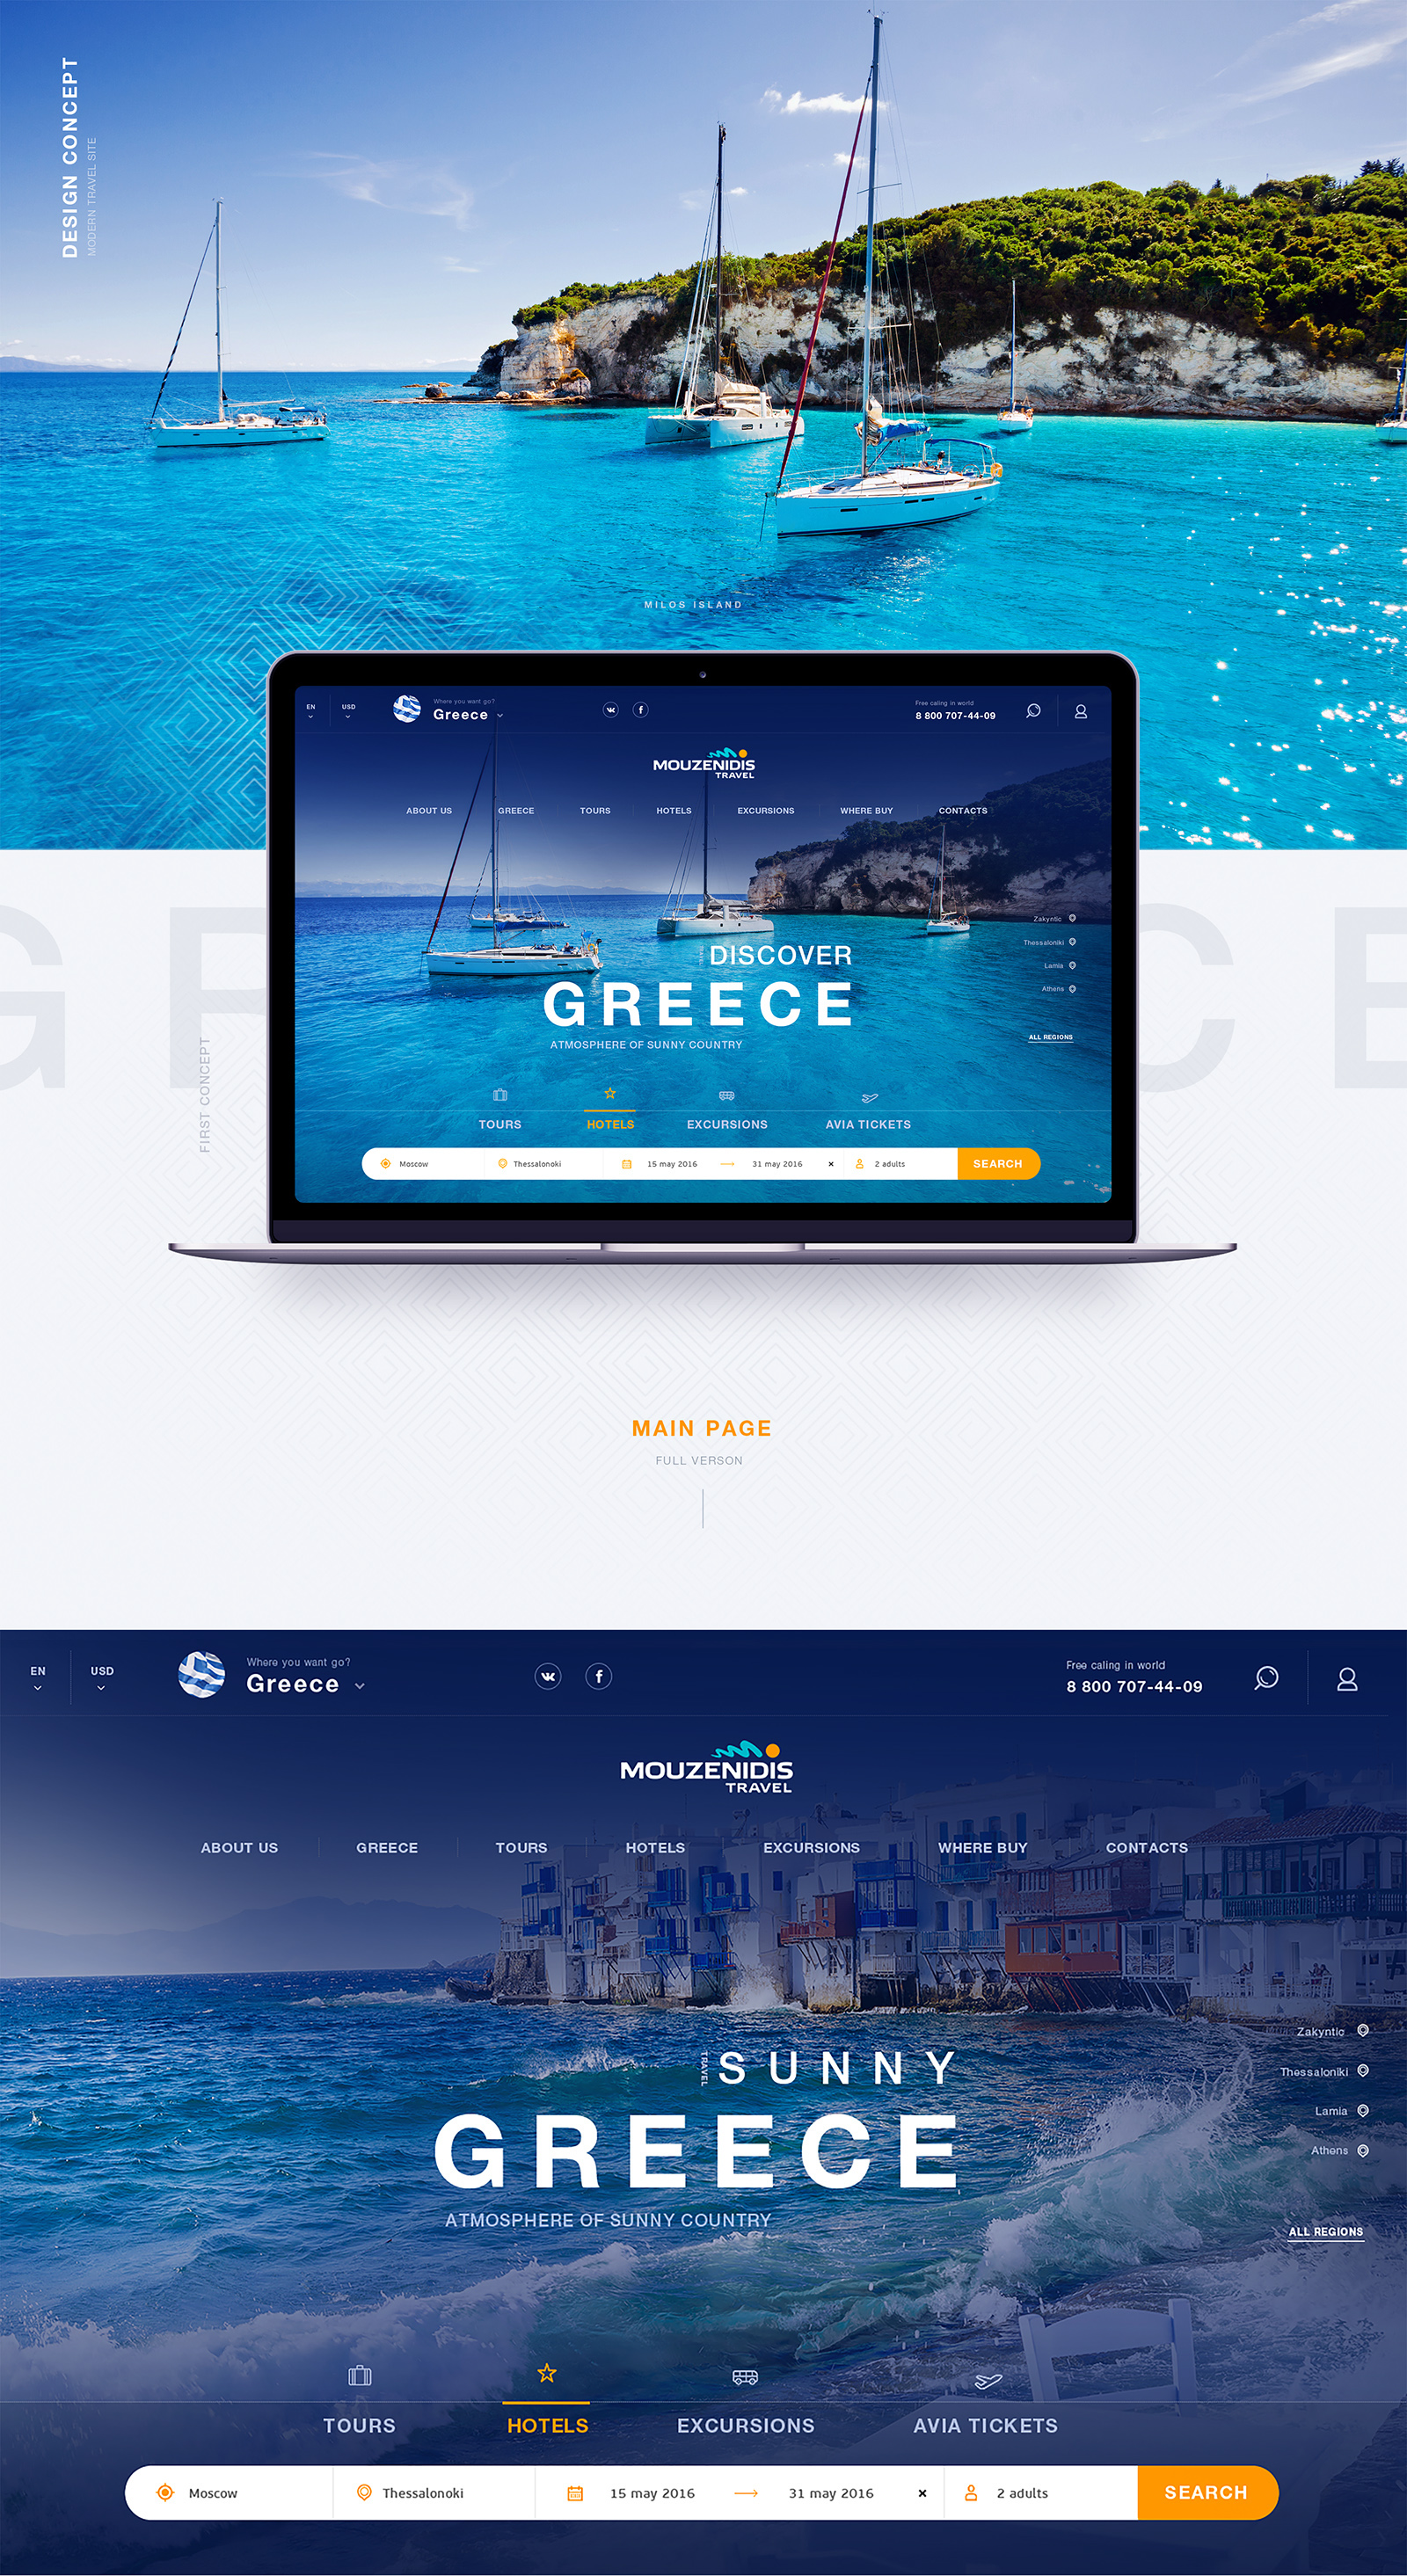 DESIGN CONCEPT
MODERN TRAVEL SITE
MILOS ISLAND
EN
USD
Where you want go?
Greece
Free caling in world
8 800 707-44-09
MOUZENIDIS
TRAVEL
ABOUT US GREECE TOURS HOTELS EXCURSIONS WHERE BUY CONTACTS
Zakyntic
Thessaloniki
Lamia
Athens
ALL REGIONS
DISCOVER
GREECE
ATMOSPHERE OF SUNNY COUNTRY
TOURS HOTELS EXCURSIONS AVIA TICKETS
Moscow Thessalonoki 15 may 2016 31 may 2016 2 adults SEARCH
G R C E
FIRST CONCEPT
MAIN PAGE
FULL VERSON
EN
USD
Where you want go?
Greece
Free caling in world
8 800 707-44-09
MOUZENIDIS
TRAVEL
ABOUT US GREECE TOURS HOTELS EXCURSIONS WHERE BUY CONTACTS
Zakyntic
Thessaloniki
Lamia
Athens
ALL REGIONS
TRAVEL
SUNNY
GREECE
ATMOSPHERE OF SUNNY COUNTRY
TOURS HOTELS EXCURSIONS AVIA TICKETS
Moscow Thessalonoki 15 may 2016 31 may 2016 2 adults SEARCH